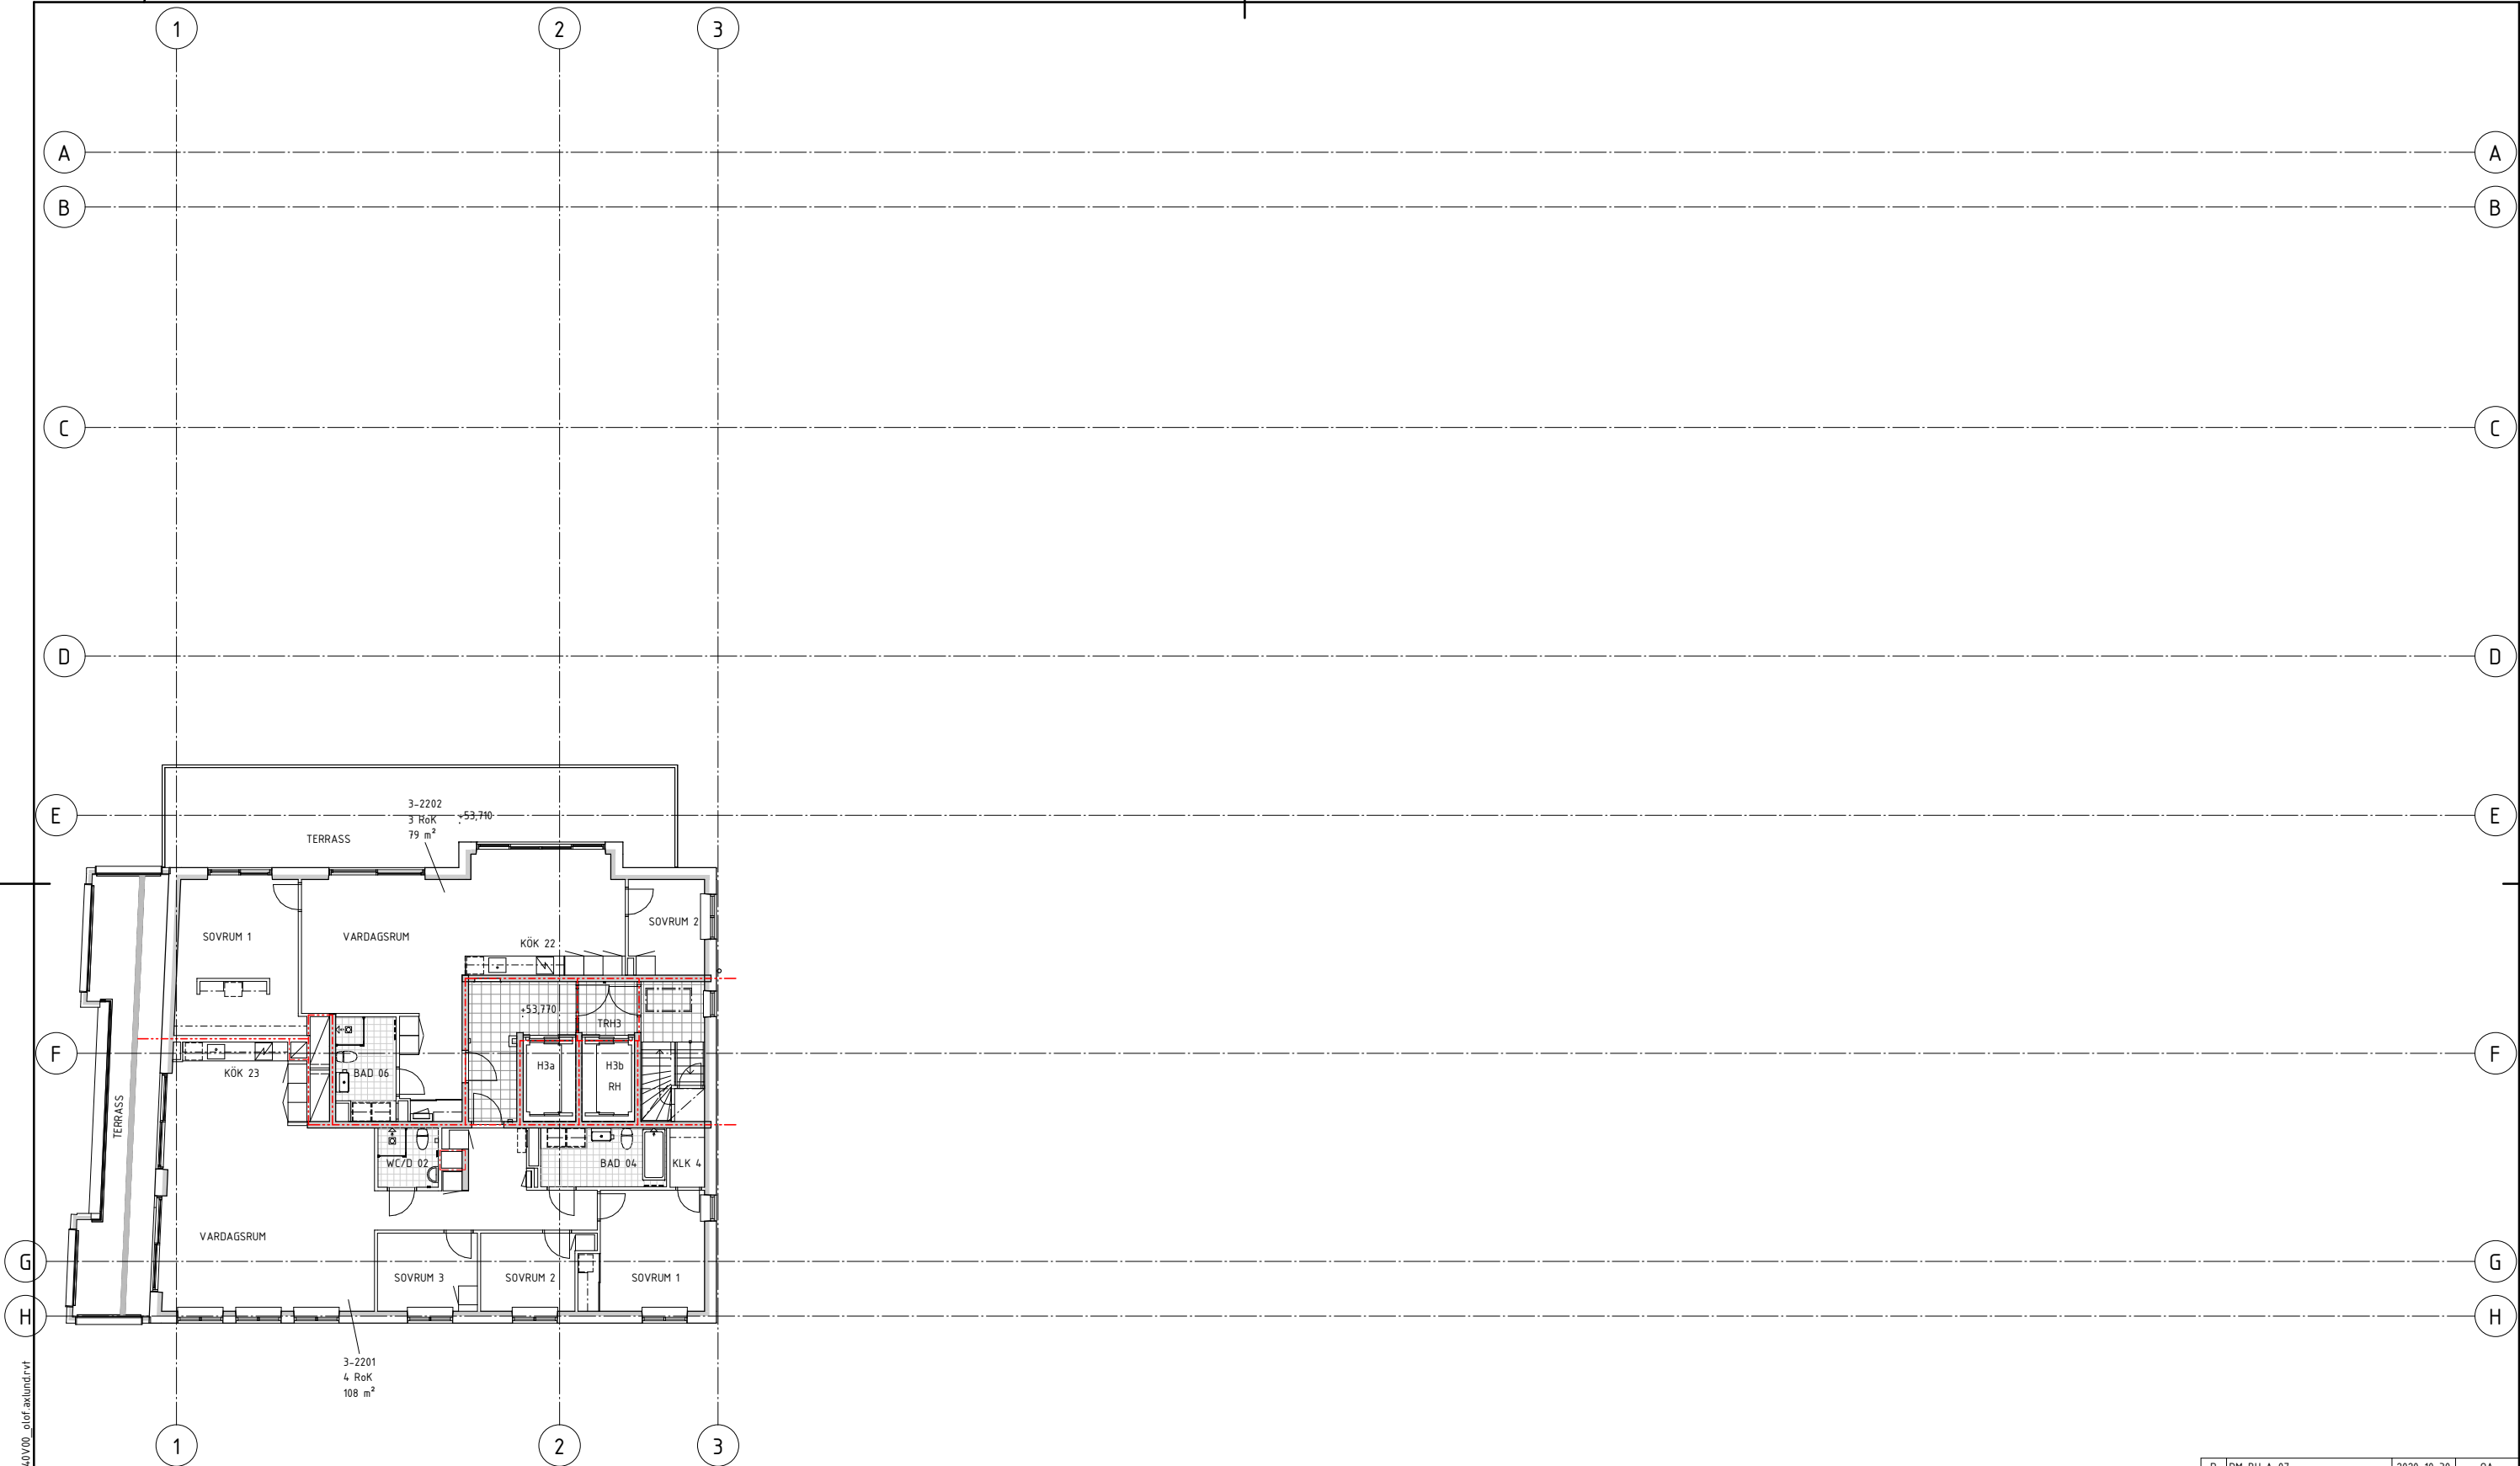 1 2 3
A A
B B
C C
D D
E E
3-2202
3 RoK
79 m²
+53,710
TERRASS
SOVRUM 1
VARDAGSRUM
KÖK 22
SOVRUM 2
+53,770
TRH3
F F
H3a
H3b
RH
KÖK 23
BAD 06
TERRASS
WC/D 02
BAD 04
KLK 4
VARDAGSRUM
G G
SOVRUM 3
SOVRUM 2
SOVRUM 1
H H
3-2201
4 RoK
108 m²
40V00_olof.axlund.rvt
1 2 3